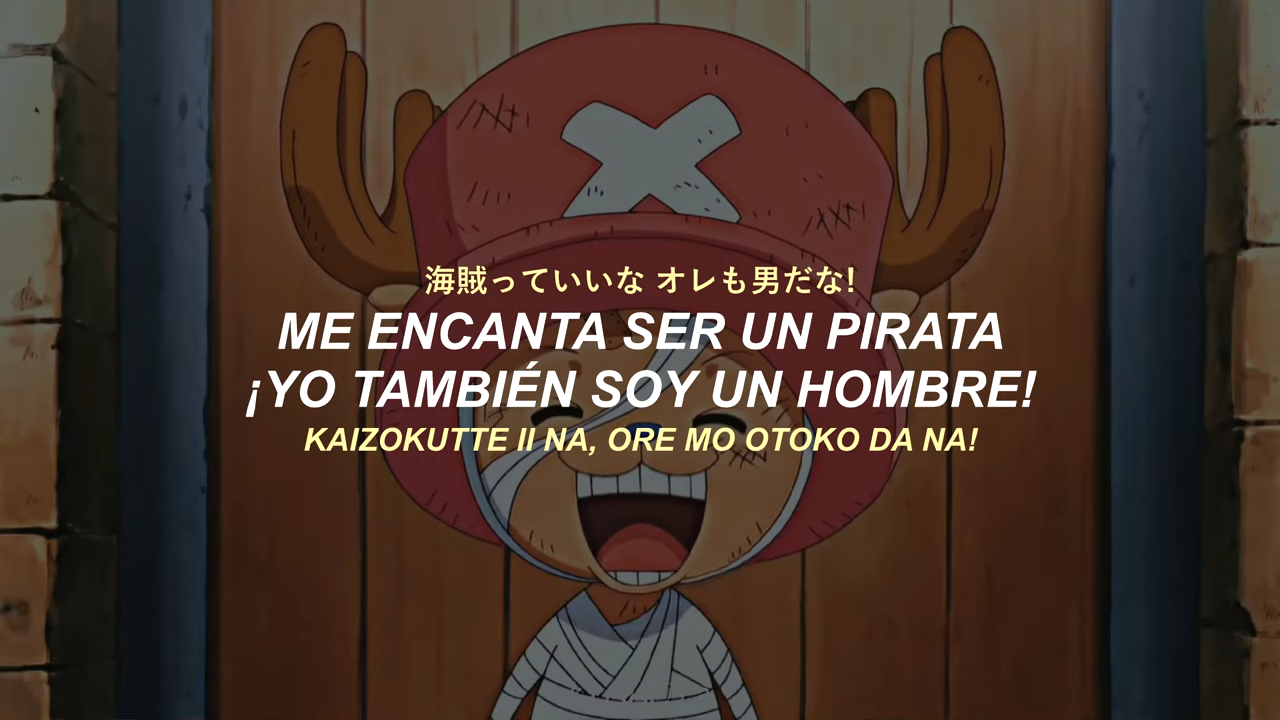 海賊っていいな オレも男だな!
ME ENCANTA SER UN PIRATA
¡YO TAMBIÉN SOY UN HOMBRE!
KAIZOKUTTE II NA, ORE MO OTOKO DA NA!